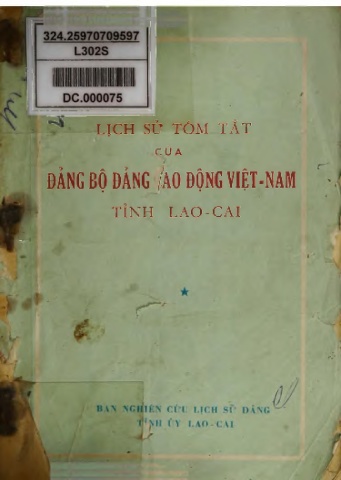 324.25970709597
L302S
DC.000075
LỊCH SỬ TÓM TẮT
CỦA
ĐẢNG BỘ ĐẢNG LAO ĐỘNG VIỆT-NAM
TỈNH LAO-CAI
BAN NGHIÊN CỨU LỊCH SỬ ĐẢNG
TỈNH ỦY LAO-CAI